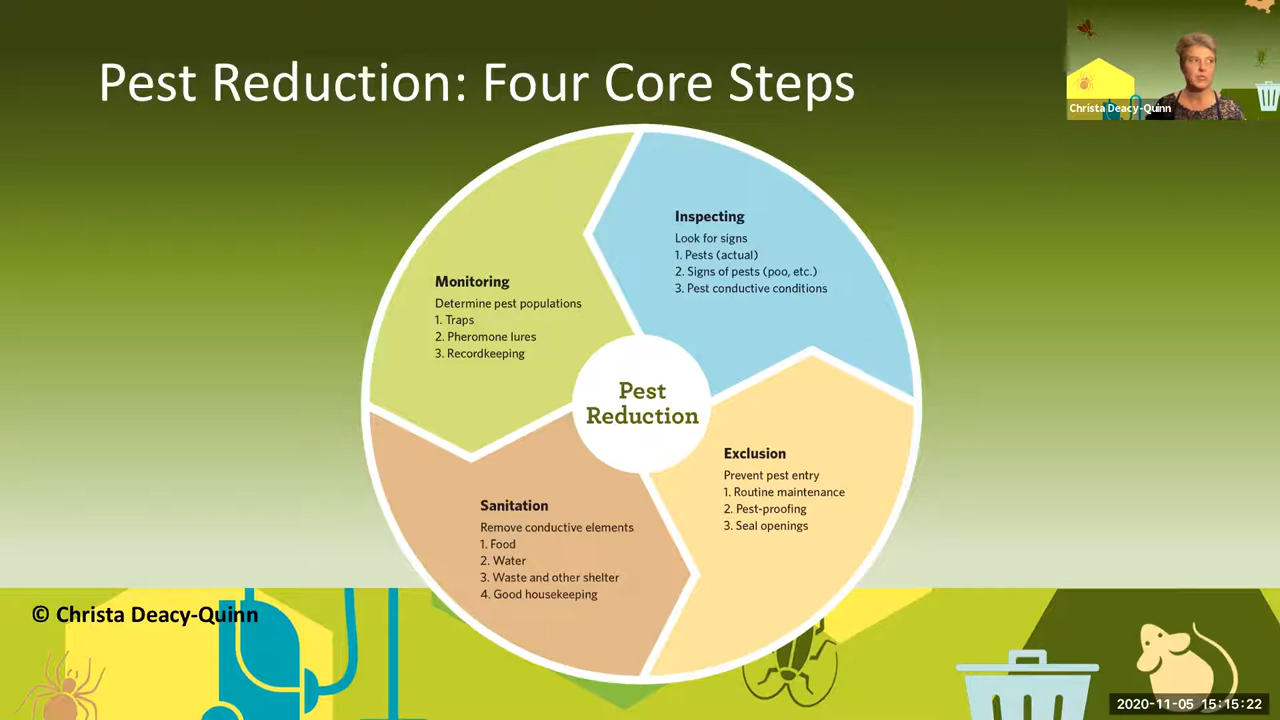 Pest Reduction: Four Core Steps
Christa Deacy-Quinn
Inspecting
Look for signs
1. Pests (actual)
2. Signs of pests (poo, etc.)
3. Pest conductive conditions
Monitoring
Determine pest populations
1. Traps
2. Pheromone lures
3. Recordkeeping
Pest
Reduction
Exclusion
Prevent pest entry
1. Routine maintenance
2. Pest-proofing
3. Seal openings
Sanitation
Remove conductive elements
1. Food
2. Water
3. Waste and other shelter
4. Good housekeeping
© Christa Deacy-Quinn
2020-11-05 15:15:22